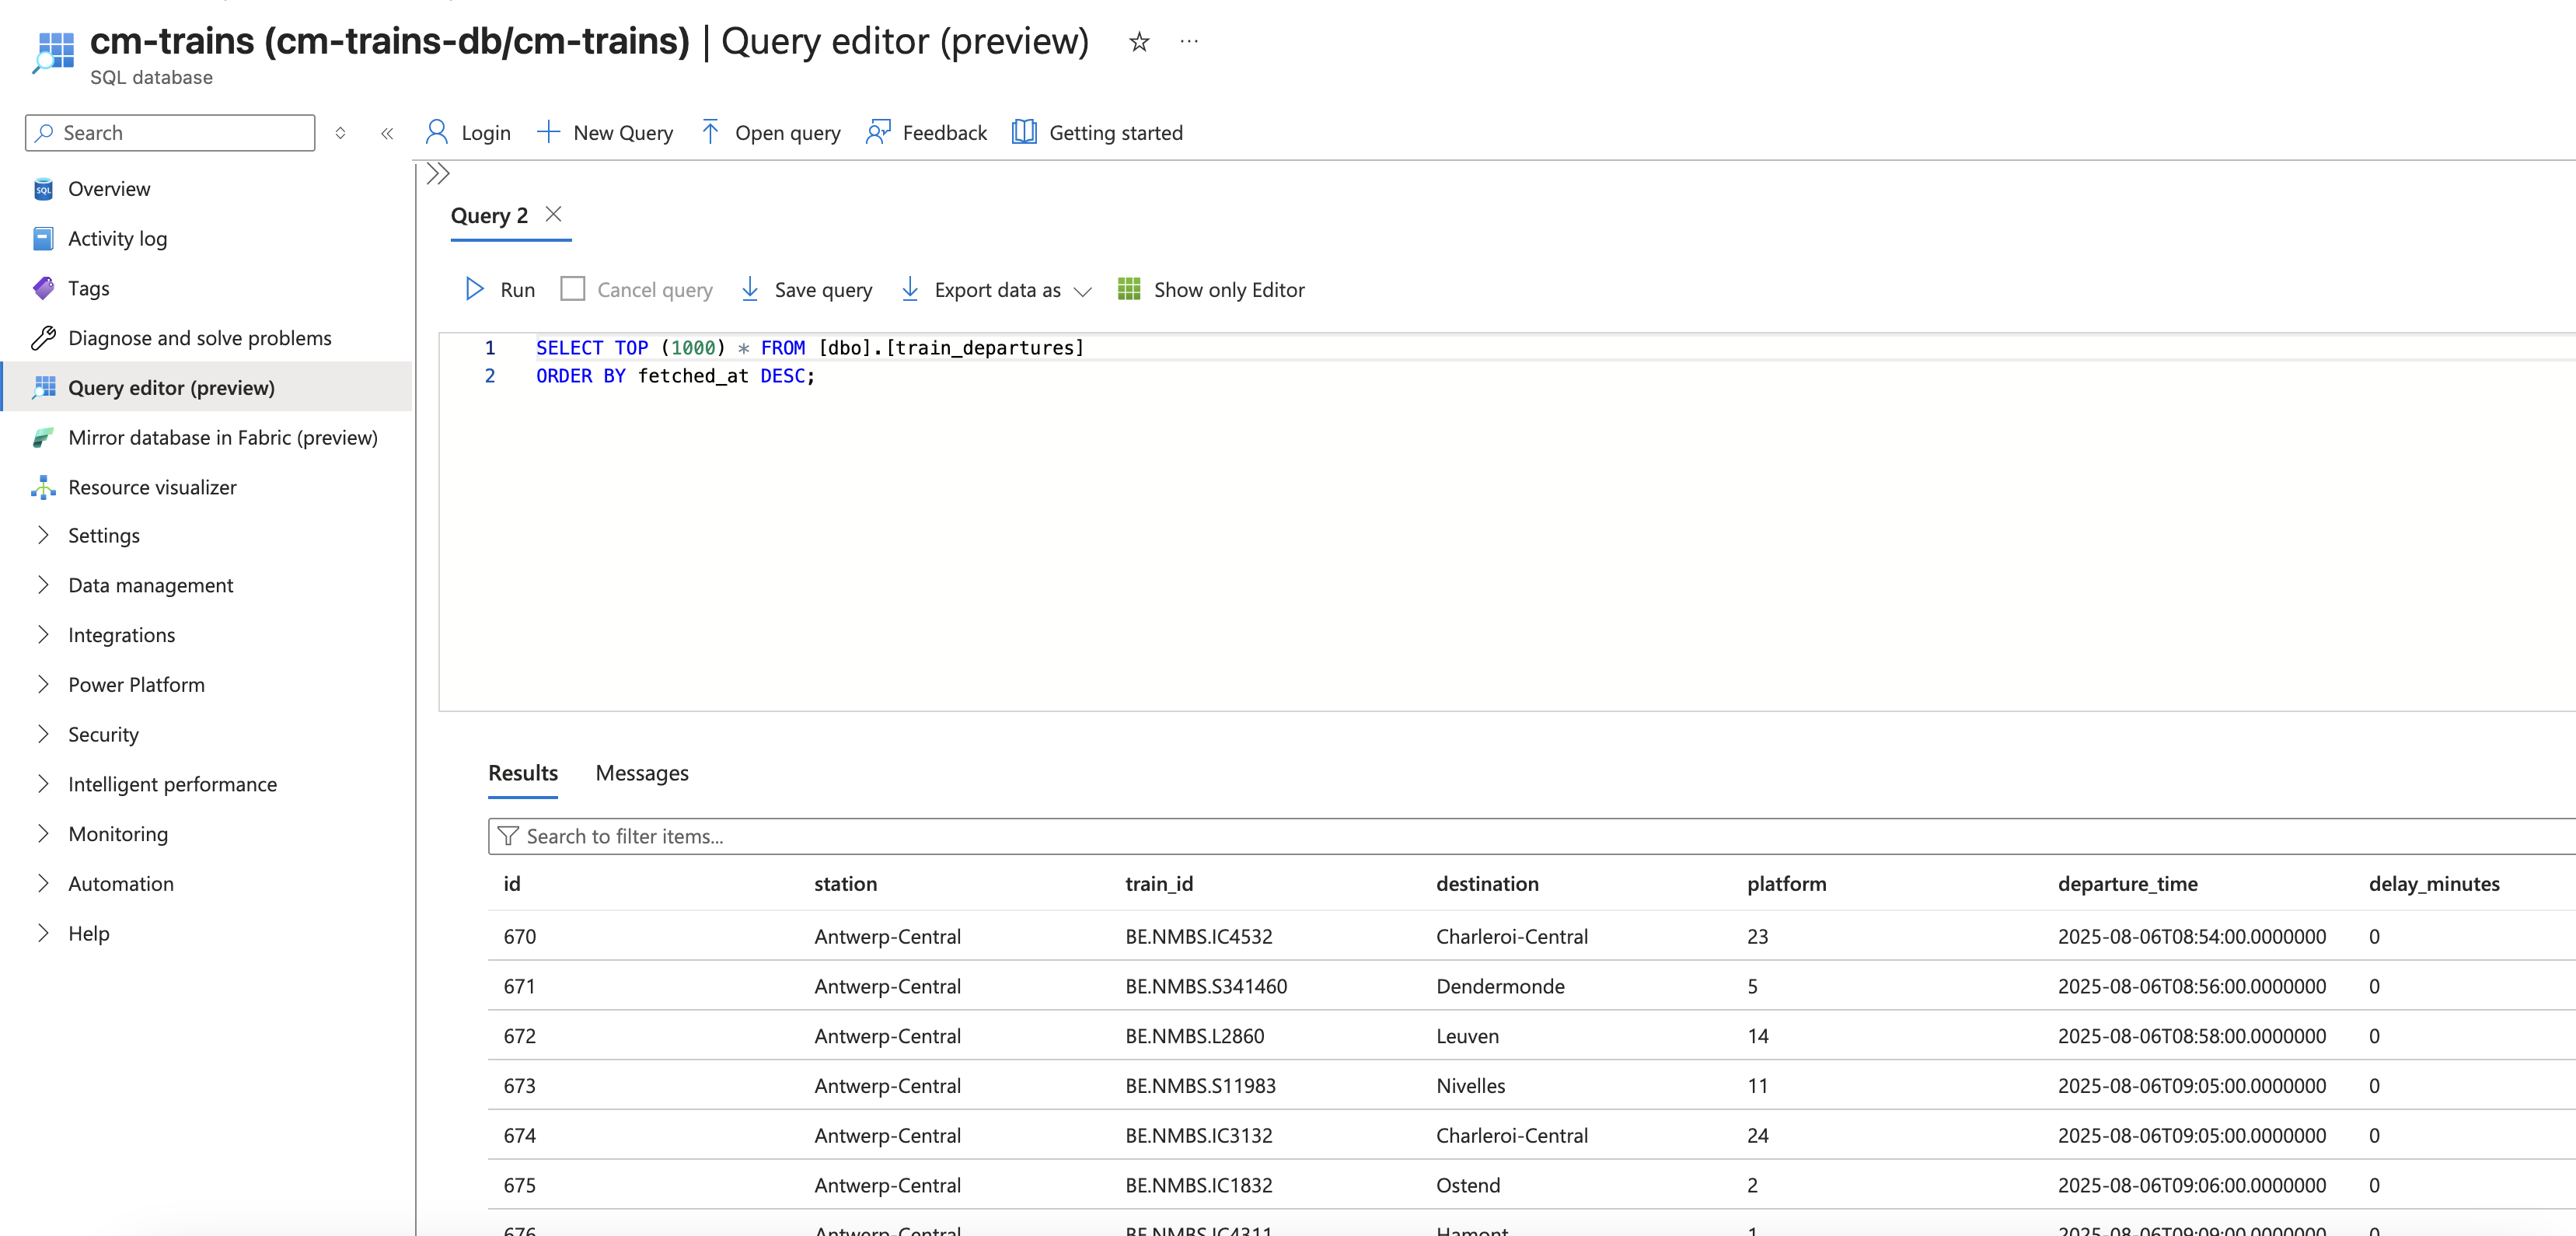 cm-trains (cm-trains-db/cm-trains) | Query editor (preview)
SQL database
Search
Login
New Query
Open query
Feedback
Getting started
Overview
Activity log
Tags
Diagnose and solve problems
Query editor (preview)
Mirror database in Fabric (preview)
Resource visualizer
Settings
Data management
Integrations
Power Platform
Security
Intelligent performance
Monitoring
Automation
Help
Query 2
Run
Cancel query
Save query
Export data as
Show only Editor
1 SELECT TOP (1000) * FROM [dbo].[train_departures]
2 ORDER BY fetched_at DESC;
Results Messages
Search to filter items...
id station train_id destination platform departure_time delay_minutes
670 Antwerp-Central BE.NMBS.IC4532 Charleroi-Central 23 2025-08-06T08:54:00.0000000 0
671 Antwerp-Central BE.NMBS.S341460 Dendermonde 5 2025-08-06T08:56:00.0000000 0
672 Antwerp-Central BE.NMBS.L2860 Leuven 14 2025-08-06T08:58:00.0000000 0
673 Antwerp-Central BE.NMBS.S11983 Nivelles 11 2025-08-06T09:05:00.0000000 0
674 Antwerp-Central BE.NMBS.IC3132 Charleroi-Central 24 2025-08-06T09:05:00.0000000 0
675 Antwerp-Central BE.NMBS.IC1832 Ostend 2 2025-08-06T09:06:00.0000000 0
676 Antwerp-Central BE.NMBS.IC4311 Hamont 1 2025-08-06T09:09:00.0000000 0